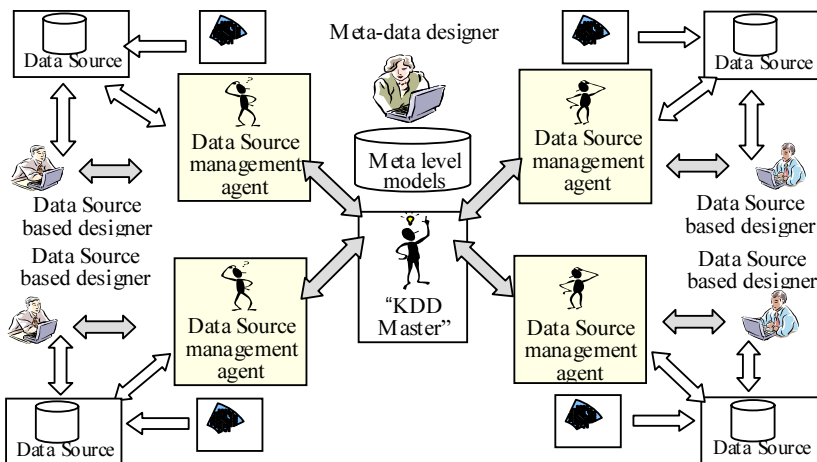 Data Source
Meta-data designer
Data Source
Data Source
management
agent
Meta level
models
Data Source
management
agent
Data Source
based designer
Data Source
based designer
Data Source
based designer
Data Source
based designer
Data Source
management
agent
“KDD
Master”
Data Source
management
agent
Data Source
Data Source